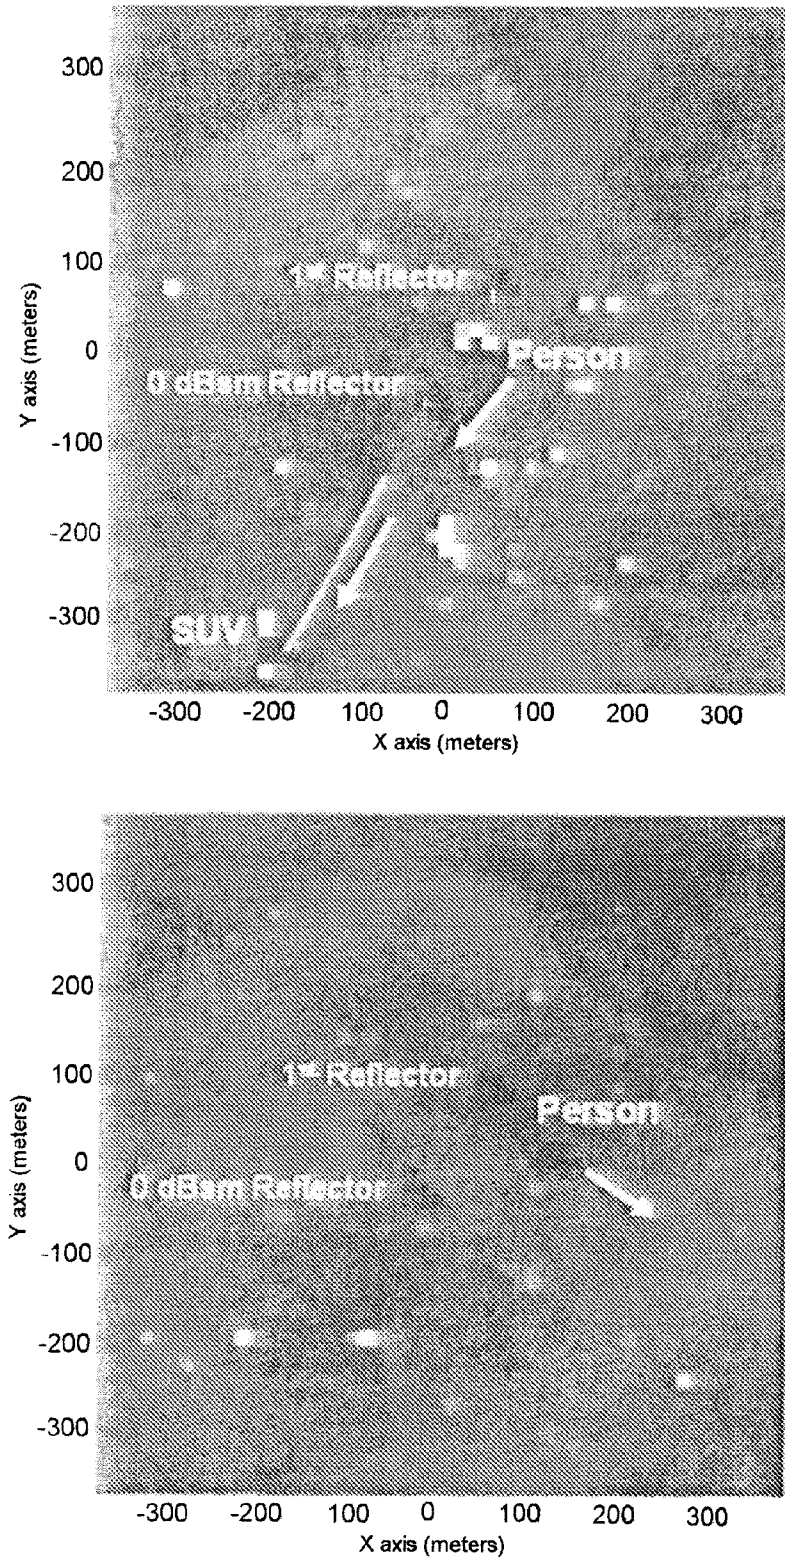 300
200
100
1st Reflector
0
Person
0 dBsm Reflector
Y axis (meters)
-100
-200
-300
SUV
-300 -200 100 0 100 200 300
X axis (meters)
300
200
100
1st Reflector
Person
0
0 dBsm Reflector
Y axis (meters)
-100
-200
-300
-300 -200 100 0 100 200 300
X axis (meters)